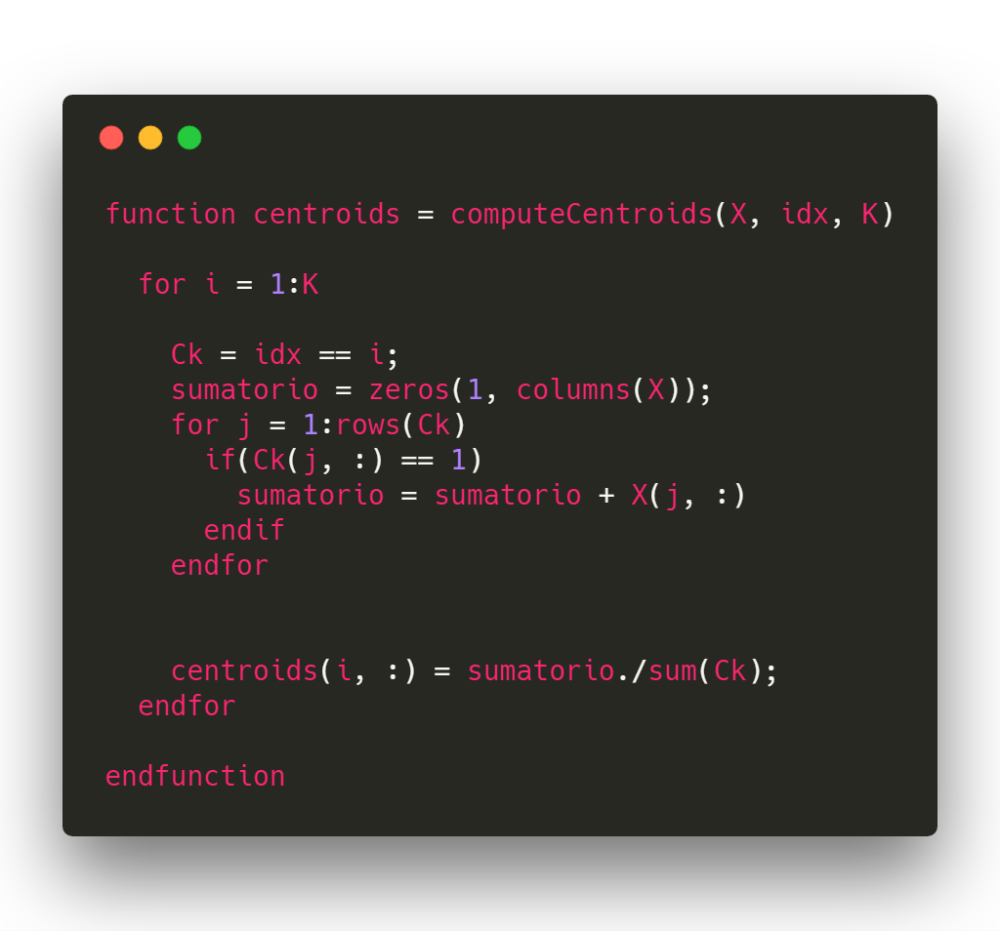 function centroids = computeCentroids(X, idx, K)
  for i = 1:K
    Ck = idx == i;
    sumatorio = zeros(1, columns(X));
    for j = 1:rows(Ck)
      if(Ck(j, :) == 1)
        sumatorio = sumatorio + X(j, :)
      endif
    endfor
    centroids(i, :) = sumatorio./sum(Ck);
  endfor
endfunction